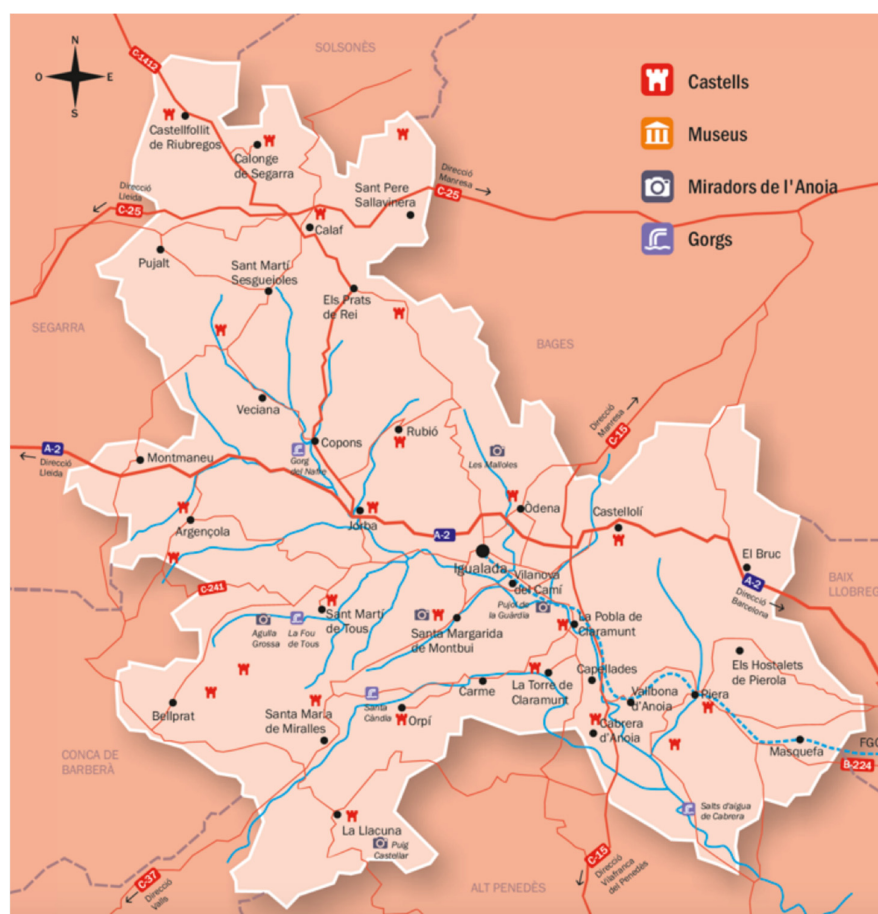 N
O
E
S
C-1412
SOLSONÈS
Castells
Museus
Miradors de l'Anoia
Gorgs
Castellfollit
de Riubregos
Calonge
de Segarra
Direcció
Manresa
C-25
Direcció
Lleida
C-25
Sant Pere
Sallavinera
Calaf
Pujalt
Sant Martí
Sesgueioles
Els Prats
de Rei
SEGARRA
BAGES
Veciana
Copons
Rubió
Direcció
Manresa
C-15
A-2
Direcció
Lleida
Montmaneu
Gorg
del Nafre
Les Malloles
Argençola
Jorba
A-2
Òdena
Castellolí
Igualada
El Bruc
A-2
Direcció
Barcelona
BAIX
LLOBREG
Vilanova
del Camí
Pujol de
la Guàrdia
C-241
Sant Martí
de Tous
Agulla
Grossa
La Fou
de Tous
Santa Margarida
de Montbui
La Pobla de
Claramunt
Els Hostalets
de Pierola
Bellprat
Santa Maria
de Miralles
Santa
Càndia
Orpí
Carme
La Torre de
Claramunt
Capellades
Vallbona
d'Anoia
Piera
Cabrera
d'Anoia
Masquefa
FGC
B-224
CONCA DE
BARBERÀ
La Llacuna
Puig
Castellar
Salts d'aigua
de Cabrera
C-15
Direcció
Vilafranca
del Penedès
C-37
Direcció
Valls
ALT PENEDÈS